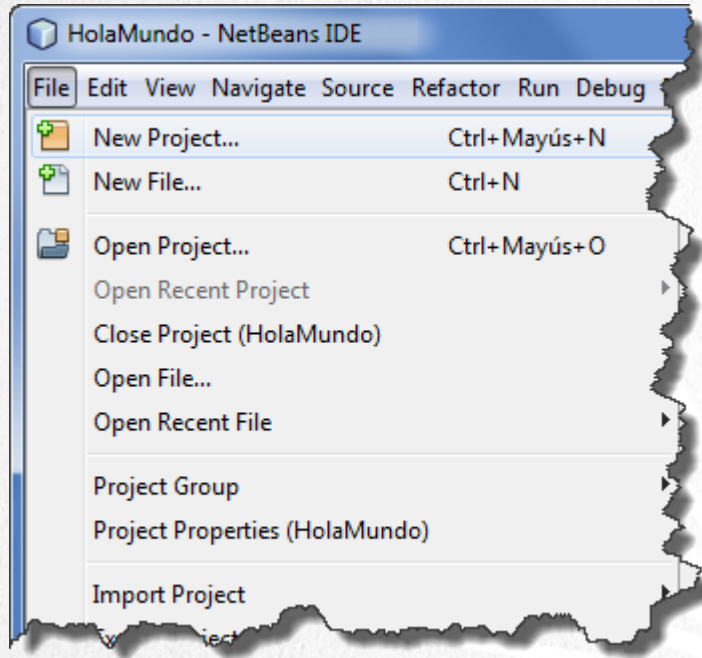 HolaMundo - NetBeans IDE
File Edit View Navigate Source Refactor Run Debug
New Project... Ctrl+Mayús+N
New File... Ctrl+N
Open Project... Ctrl+Mayús+O
Open Recent Project
Close Project (HolaMundo)
Open File...
Open Recent File
Project Group
Project Properties (HolaMundo)
Import Project